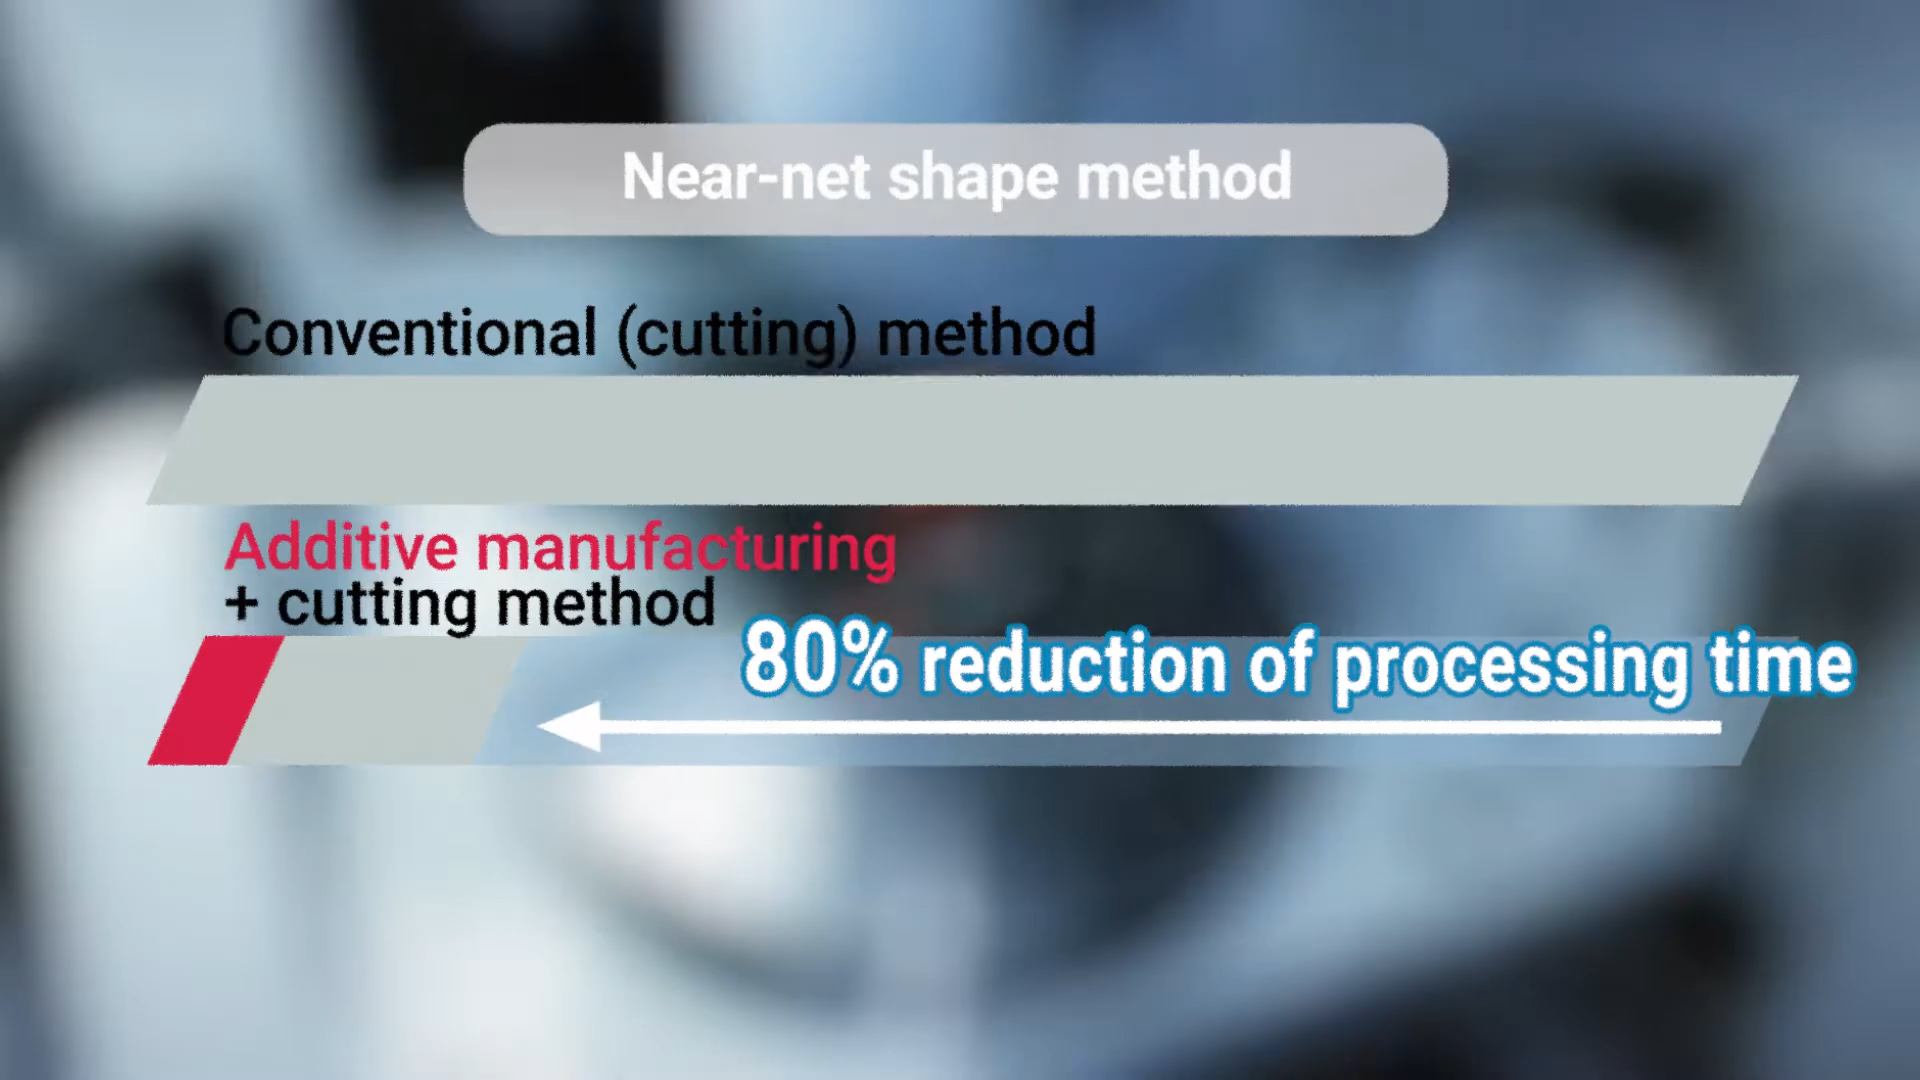 Near-net shape method
Conventional (cutting) method
Additive manufacturing
+ cutting method
80% reduction of processing time